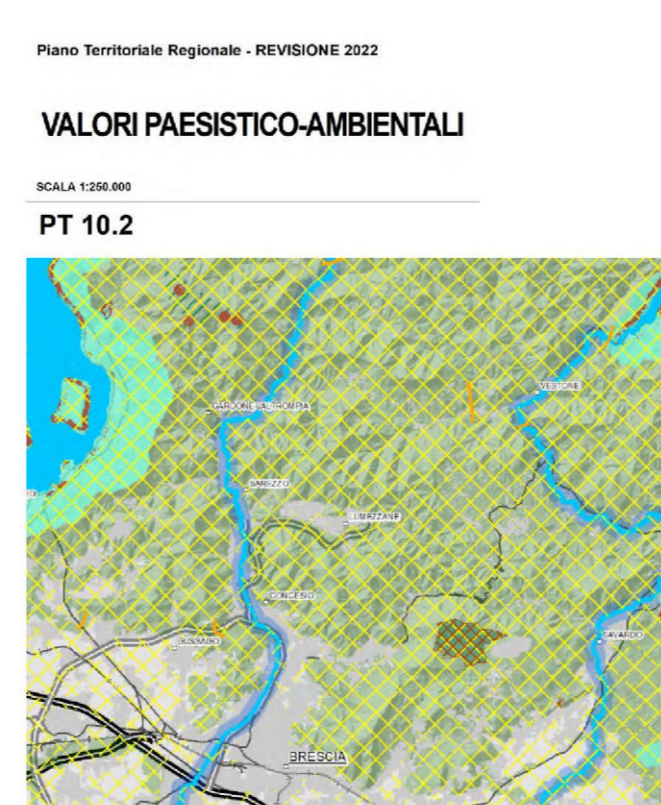 Piano Territoriale Regionale - REVISIONE 2022
VALORI PAESISTICO-AMBIENTALI
SCALA 1:250.000
PT 10.2
VESTONE
GARDONE VAL TROMPIA
SAREZZO
LUMEZZANE
CONCESIO
GUSSAGO
GAVARDO
BRESCIA